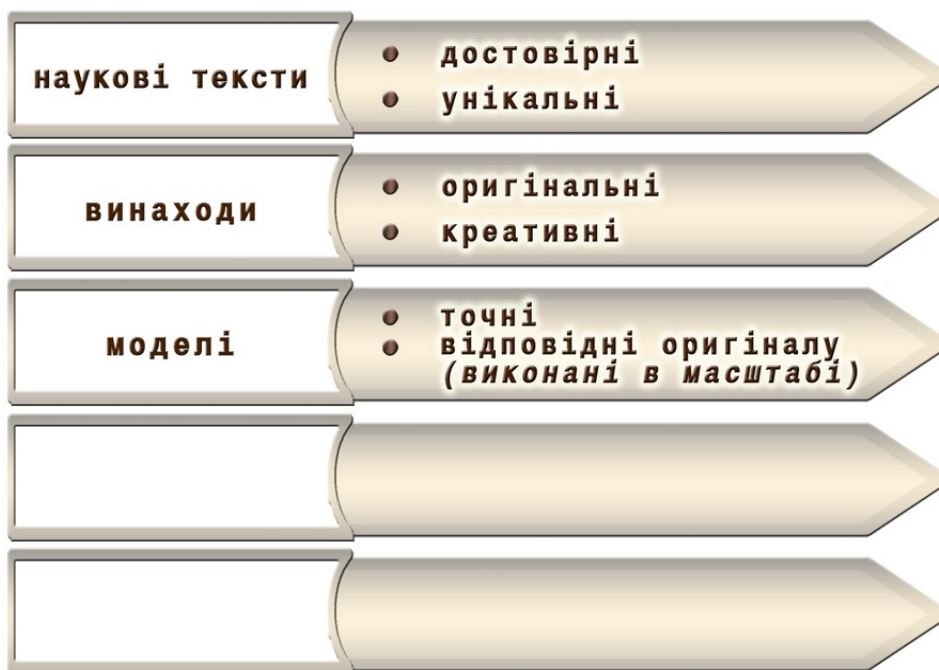 наукові тексти
• достовірні
• унікальні
винаходи
• оригінальні
• креативні
моделі
• точні
• відповідні оригіналу
(виконані в масштабі)